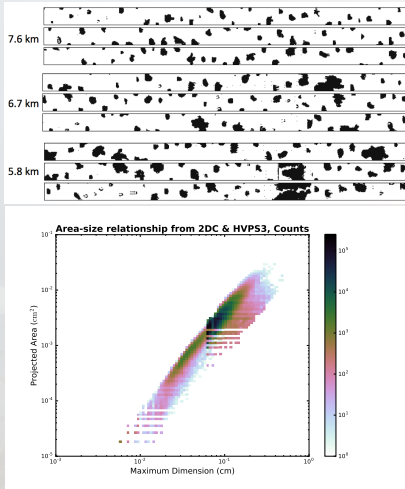 7.6 km
6.7 km
5.8 km
Area-size relationship from 2DC & HVPS3, Counts
10⁻¹
10⁻²
10⁻³
10⁻⁴
10⁻⁵
Projected Area (cm²)
10⁻³ 10⁻² 10⁻¹ 10⁰
Maximum Dimension (cm)
10⁵
10⁴
10³
10²
10¹
10⁰